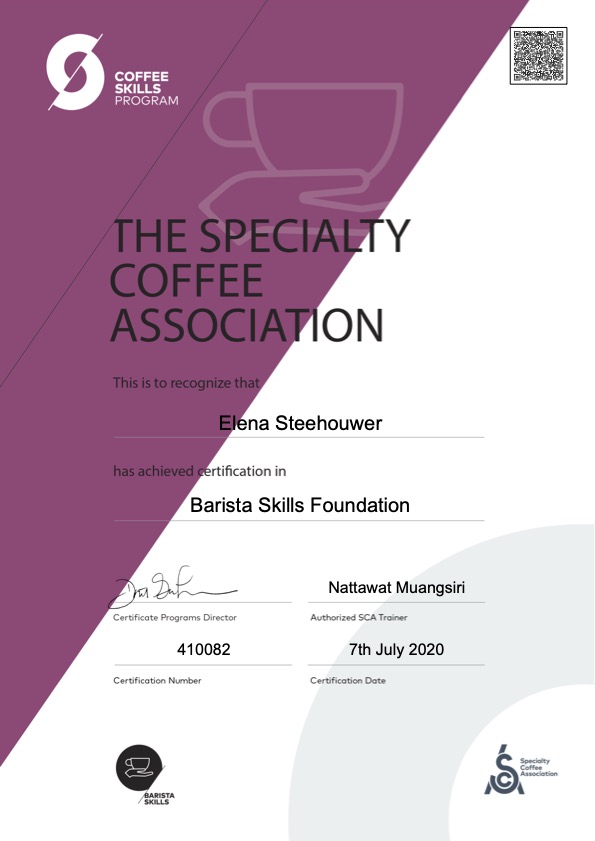 COFFEE
SKILLS
PROGRAM
THE SPECIALTY
COFFEE
ASSOCIATION
This is to recognize that
Elena Steehouwer
has achieved certification in
Barista Skills Foundation
Nattawat Muangsiri
Certificate Programs Director
Authorized SCA Trainer
410082
7th July 2020
Certification Number
Certification Date
BARISTA
SKILLS
SCA
Specialty
Coffee
Association